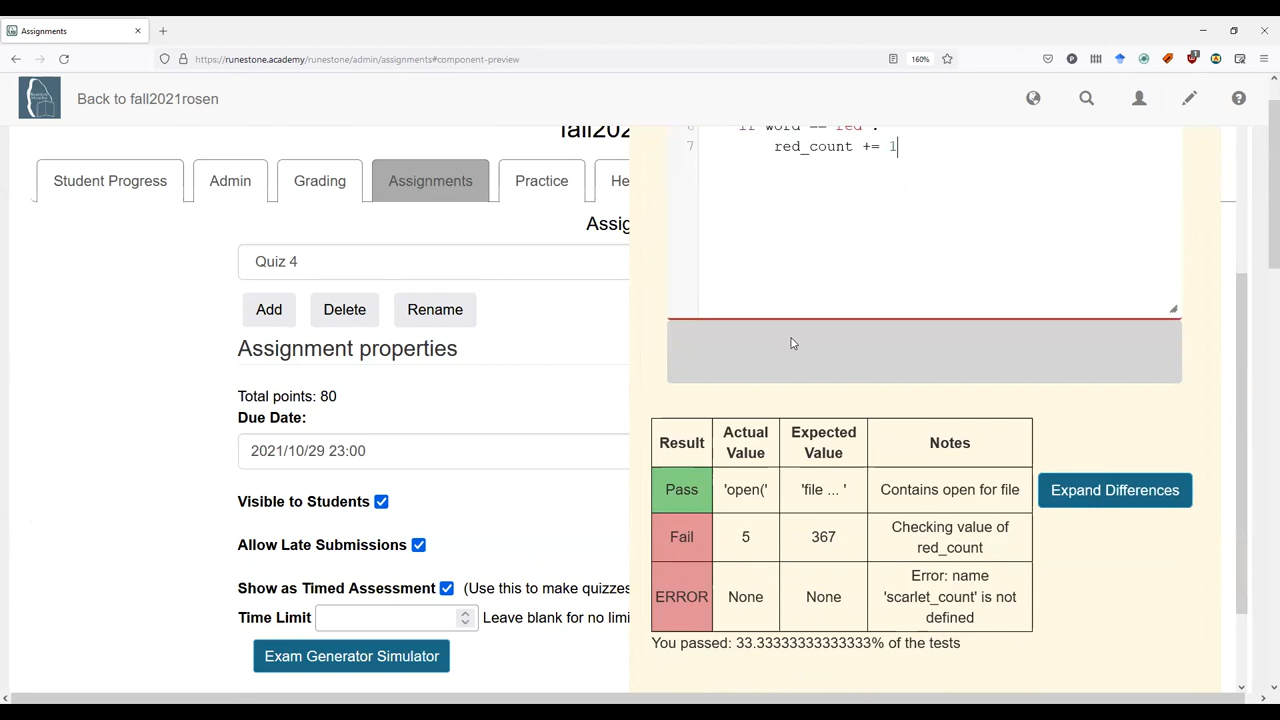 Assignments
https://runestone.academy/runestone/admin/assignments#component-preview
160%
Back to fall2021rosen
fall202
Student Progress
Admin
Grading
Assignments
Practice
He
Assig
Quiz 4
Add
Delete
Rename
Assignment properties
Total points: 80
Due Date:
2021/10/29 23:00
Visible to Students
Allow Late Submissions
Show as Timed Assessment
(Use this to make quizzes
Time Limit
Leave blank for no limi
Exam Generator Simulator
6 if word == "red":
7 red_count += 1
Result
Actual
Value
Expected
Value
Notes
Pass
'open('
'file ... '
Contains open for file
Expand Differences
Fail
5
367
Checking value of
red_count
ERROR
None
None
Error: name
'scarlet_count' is not
defined
You passed: 33.33333333333333% of the tests